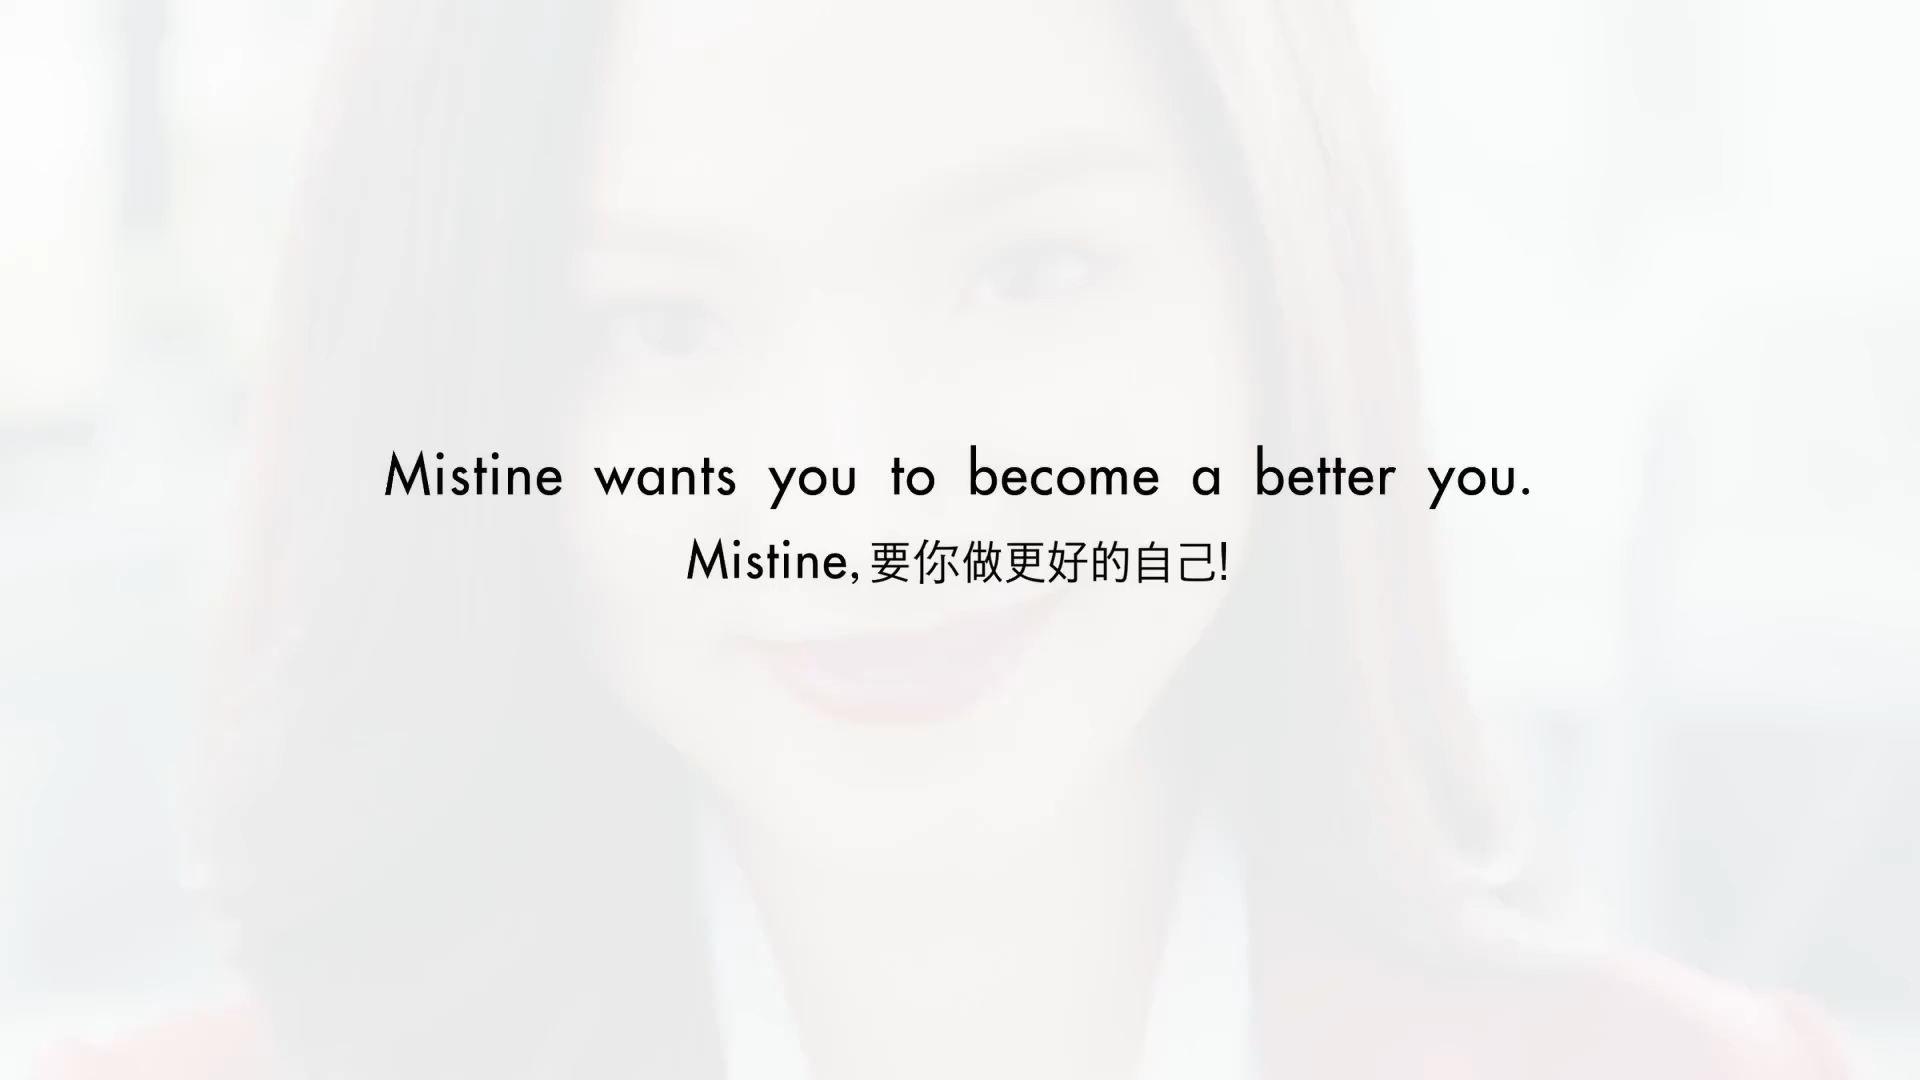 Mistine wants you to become a better you.
Mistine,要你做更好的自己!